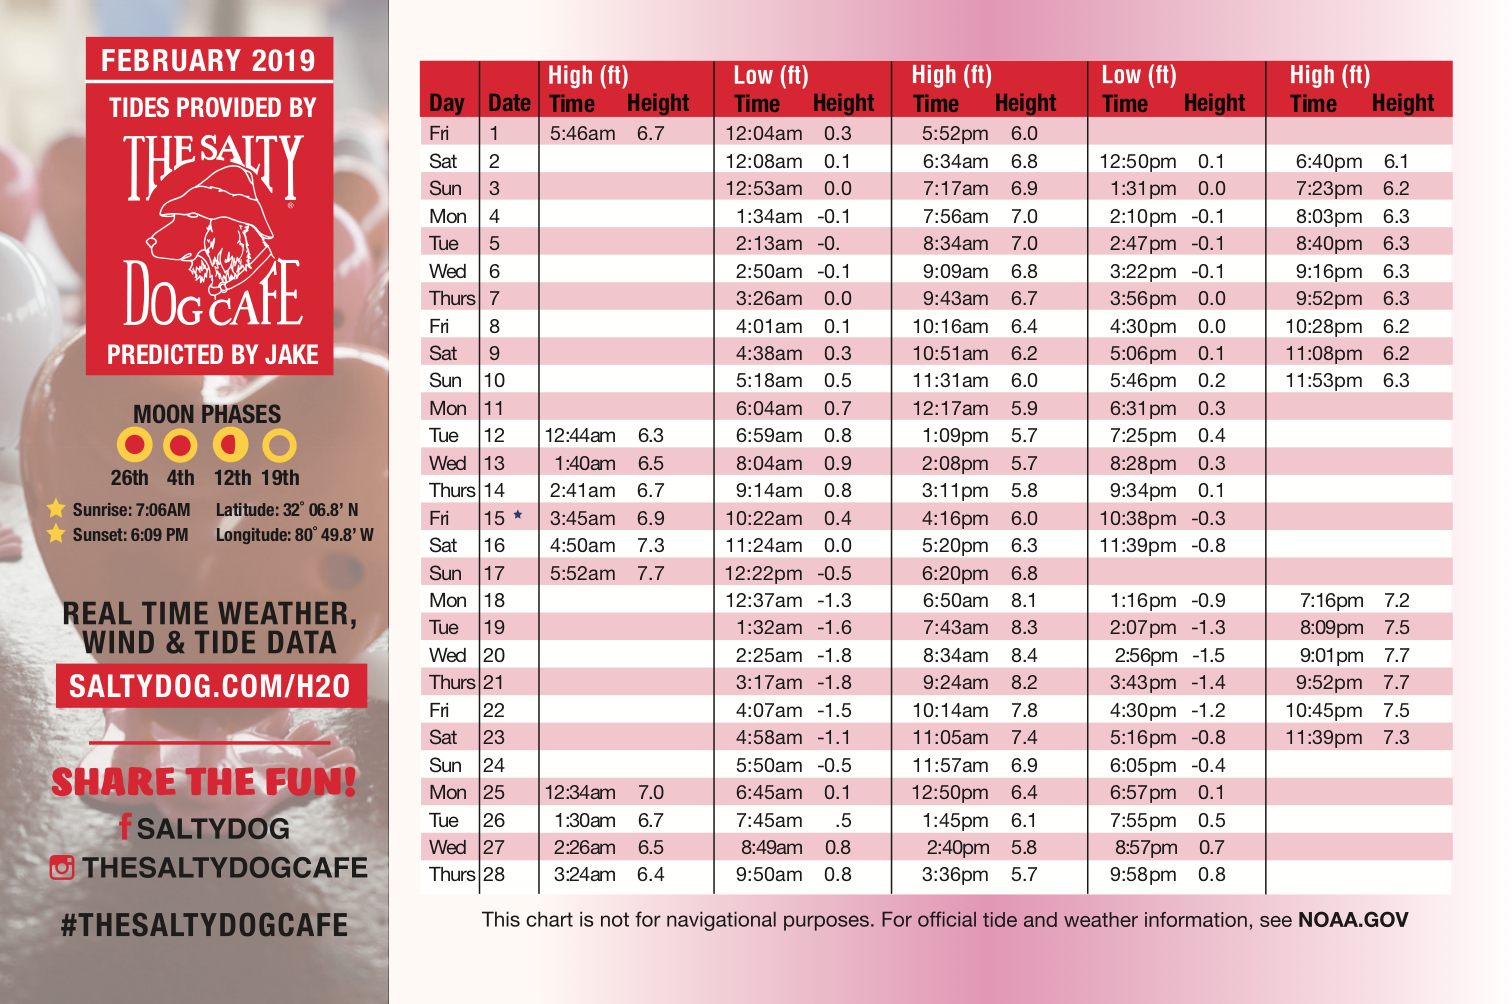 FEBRUARY 2019
TIDES PROVIDED BY
THE SALTY
®
DOG CAFE
PREDICTED BY JAKE
MOON PHASES
26th 4th 12th 19th
Sunrise: 7:06AM Latitude: 32° 06.8' N
Sunset: 6:09 PM Longitude: 80° 49.8' W
REAL TIME WEATHER,
WIND & TIDE DATA
SALTYDOG.COM/H2O
SHARE THE FUN!
f SALTYDOG
THESALTYDOGCAFE
#THESALTYDOGCAFE
High (ft) Low (ft) High (ft) Low (ft) High (ft)
Day Date Time Height Time Height Time Height Time Height Time Height
Fri 1 5:46am 6.7 12:04am 0.3 5:52pm 6.0
Sat 2 12:08am 0.1 6:34am 6.8 12:50pm 0.1 6:40pm 6.1
Sun 3 12:53am 0.0 7:17am 6.9 1:31pm 0.0 7:23pm 6.2
Mon 4 1:34am -0.1 7:56am 7.0 2:10pm -0.1 8:03pm 6.3
Tue 5 2:13am -0. 8:34am 7.0 2:47pm -0.1 8:40pm 6.3
Wed 6 2:50am -0.1 9:09am 6.8 3:22pm -0.1 9:16pm 6.3
Thurs 7 3:26am 0.0 9:43am 6.7 3:56pm 0.0 9:52pm 6.3
Fri 8 4:01am 0.1 10:16am 6.4 4:30pm 0.0 10:28pm 6.2
Sat 9 4:38am 0.3 10:51am 6.2 5:06pm 0.1 11:08pm 6.2
Sun 10 5:18am 0.5 11:31am 6.0 5:46pm 0.2 11:53pm 6.3
Mon 11 6:04am 0.7 12:17am 5.9 6:31pm 0.3
Tue 12 12:44am 6.3 6:59am 0.8 1:09pm 5.7 7:25pm 0.4
Wed 13 1:40am 6.5 8:04am 0.9 2:08pm 5.7 8:28pm 0.3
Thurs 14 2:41am 6.7 9:14am 0.8 3:11pm 5.8 9:34pm 0.1
Fri 15 3:45am 6.9 10:22am 0.4 4:16pm 6.0 10:38pm -0.3
Sat 16 4:50am 7.3 11:24am 0.0 5:20pm 6.3 11:39pm -0.8
Sun 17 5:52am 7.7 12:22pm -0.5 6:20pm 6.8
Mon 18 12:37am -1.3 6:50am 8.1 1:16pm -0.9 7:16pm 7.2
Tue 19 1:32am -1.6 7:43am 8.3 2:07pm -1.3 8:09pm 7.5
Wed 20 2:25am -1.8 8:34am 8.4 2:56pm -1.5 9:01pm 7.7
Thurs 21 3:17am -1.8 9:24am 8.2 3:43pm -1.4 9:52pm 7.7
Fri 22 4:07am -1.5 10:14am 7.8 4:30pm -1.2 10:45pm 7.5
Sat 23 4:58am -1.1 11:05am 7.4 5:16pm -0.8 11:39pm 7.3
Sun 24 5:50am -0.5 11:57am 6.9 6:05pm -0.4
Mon 25 12:34am 7.0 6:45am 0.1 12:50pm 6.4 6:57pm 0.1
Tue 26 1:30am 6.7 7:45am .5 1:45pm 6.1 7:55pm 0.5
Wed 27 2:26am 6.5 8:49am 0.8 2:40pm 5.8 8:57pm 0.7
Thurs 28 3:24am 6.4 9:50am 0.8 3:36pm 5.7 9:58pm 0.8
This chart is not for navigational purposes. For official tide and weather information, see NOAA.GOV